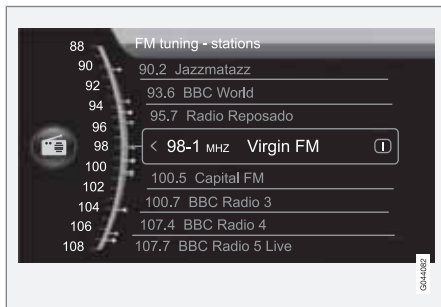 FM tuning - stations
88
90
92
94
96
98
100
102
104
106
108
90.2 Jazzmatazz
93.6 BBC World
95.7 Radio Reposado
< 98-1 MHZ Virgin FM I
100.5 Capital FM
100.7 BBC Radio 3
107.4 BBC Radio 4
107.7 BBC Radio 5 Live
G044082